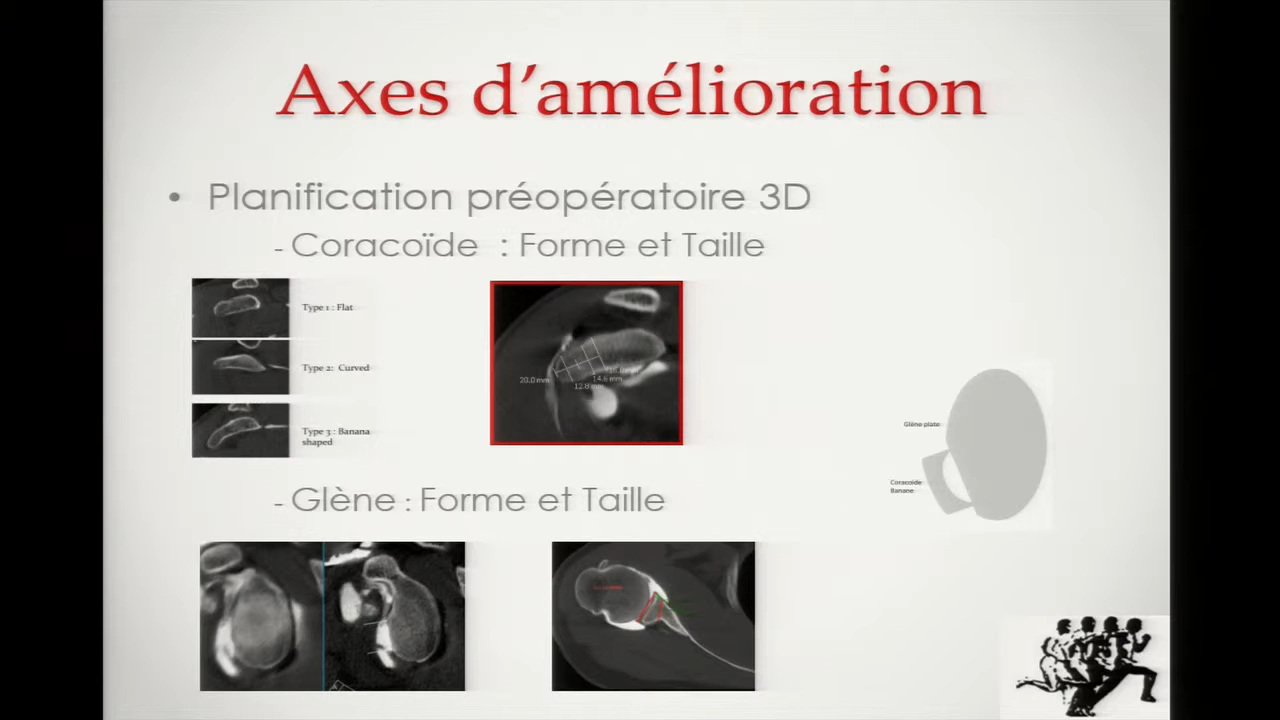 Axes d'amélioration
• Planification préopératoire 3D
- Coracoïde : Forme et Taille
Type 1 : Flat
Type 2: Curved
Type 3 : Banana
shaped
20.0 mm
14.6 mm
12.8 mm
Glène plate
Coracoïde
Banane
- Glène : Forme et Taille